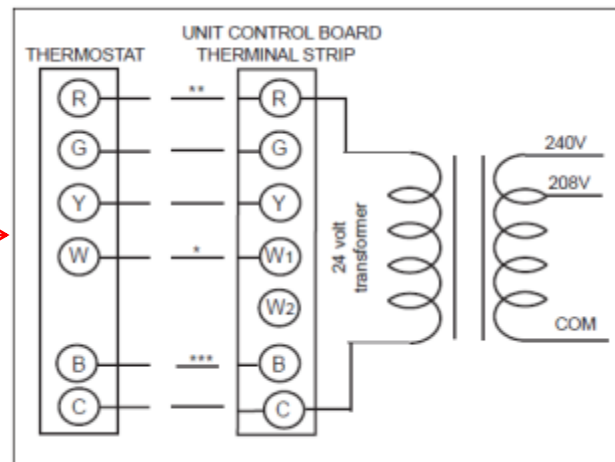 UNIT CONTROL BOARD
THERMOSTAT THERMINAL STRIP
R ** R
G G
Y Y
W * W1
W2
B *** B
C C
24 volt
transformer
240V
208V
COM